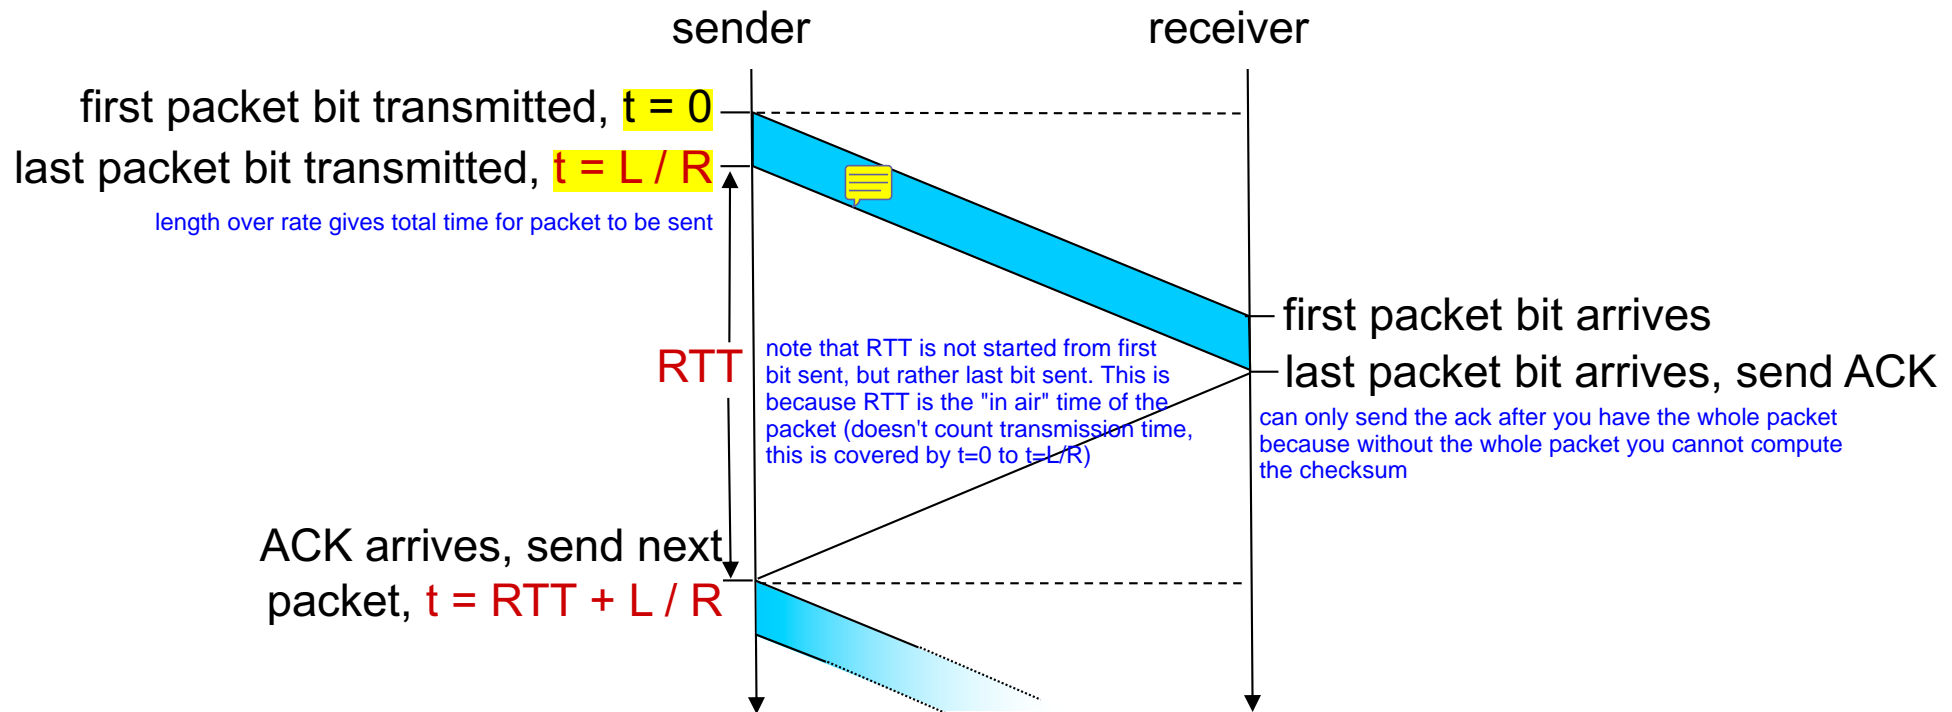 sender
receiver
first packet bit transmitted, t = 0
last packet bit transmitted, t = L / R
length over rate gives total time for packet to be sent
first packet bit arrives
RTT
note that RTT is not started from first
bit sent, but rather last bit sent. This is
because RTT is the "in air" time of the
packet (doesn't count transmission time,
this is covered by t=0 to t=L/R)
last packet bit arrives, send ACK
can only send the ack after you have the whole packet
because without the whole packet you cannot compute
the checksum
ACK arrives, send next
packet, t = RTT + L / R